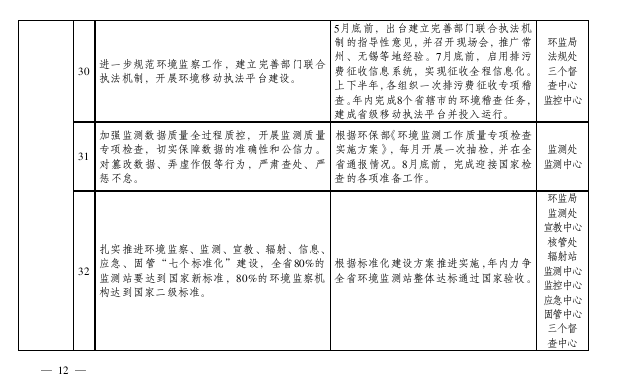 30
进一步规范环境监察工作，建立完善部门联合
执法机制，开展环境移动执法平台建设。
5月底前，出台建立完善部门联合执法机
制的指导性意见，并召开现场会，推广常
州、无锡等地经验。7月底前，启用排污
费征收信息系统，实现征收全程信息化。
上下半年，各组织一次排污费征收专项稽
查。年内完成8个省辖市的环境稽查任务，
建成省级移动执法平台并投入运行。
环监局
法规处
三个督
查中心
监控中心
31
加强监测数据质量全过程质控，开展监测质量
专项检查，切实保障数据的准确性和公信力。
对篡改数据、弄虚作假等行为，严肃查处、严
惩不怠。
根据环保部《环境监测工作质量专项检查
实施方案》，每月开展一次抽检，并在全
省通报情况。8月底前，完成迎接国家检
查的各项准备工作。
监测处
监测中心
32
扎实推进环境监察、监测、宣教、辐射、信息、
应急、固管“七个标准化”建设，全省80%的
监测站要达到国家新标准，80%的环境监察机
构达到国家二级标准。
根据标准化建设方案推进实施，年内力争
全省环境监测站整体达标通过国家验收。
环监局
监测处
宣教中心
核管处
辐射站
监测中心
监控中心
应急中心
固管中心
三个督
查中心
— 12 —